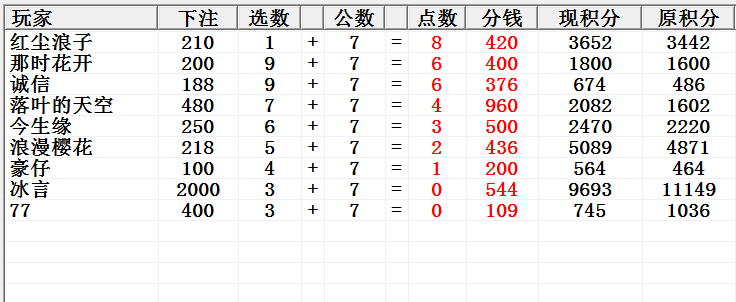 玩家 下注 选数 公数 点数 分钱 现积分 原积分
红尘浪子 210 1 + 7 = 8 420 3652 3442
那时花开 200 9 + 7 = 6 400 1800 1600
诚信 188 9 + 7 = 6 376 674 486
落叶的天空 480 7 + 7 = 4 960 2082 1602
今生缘 250 6 + 7 = 3 500 2470 2220
浪漫樱花 218 5 + 7 = 2 436 5089 4871
豪仔 100 4 + 7 = 1 200 564 464
冰言 2000 3 + 7 = 0 544 9693 11149
77 400 3 + 7 = 0 109 745 1036